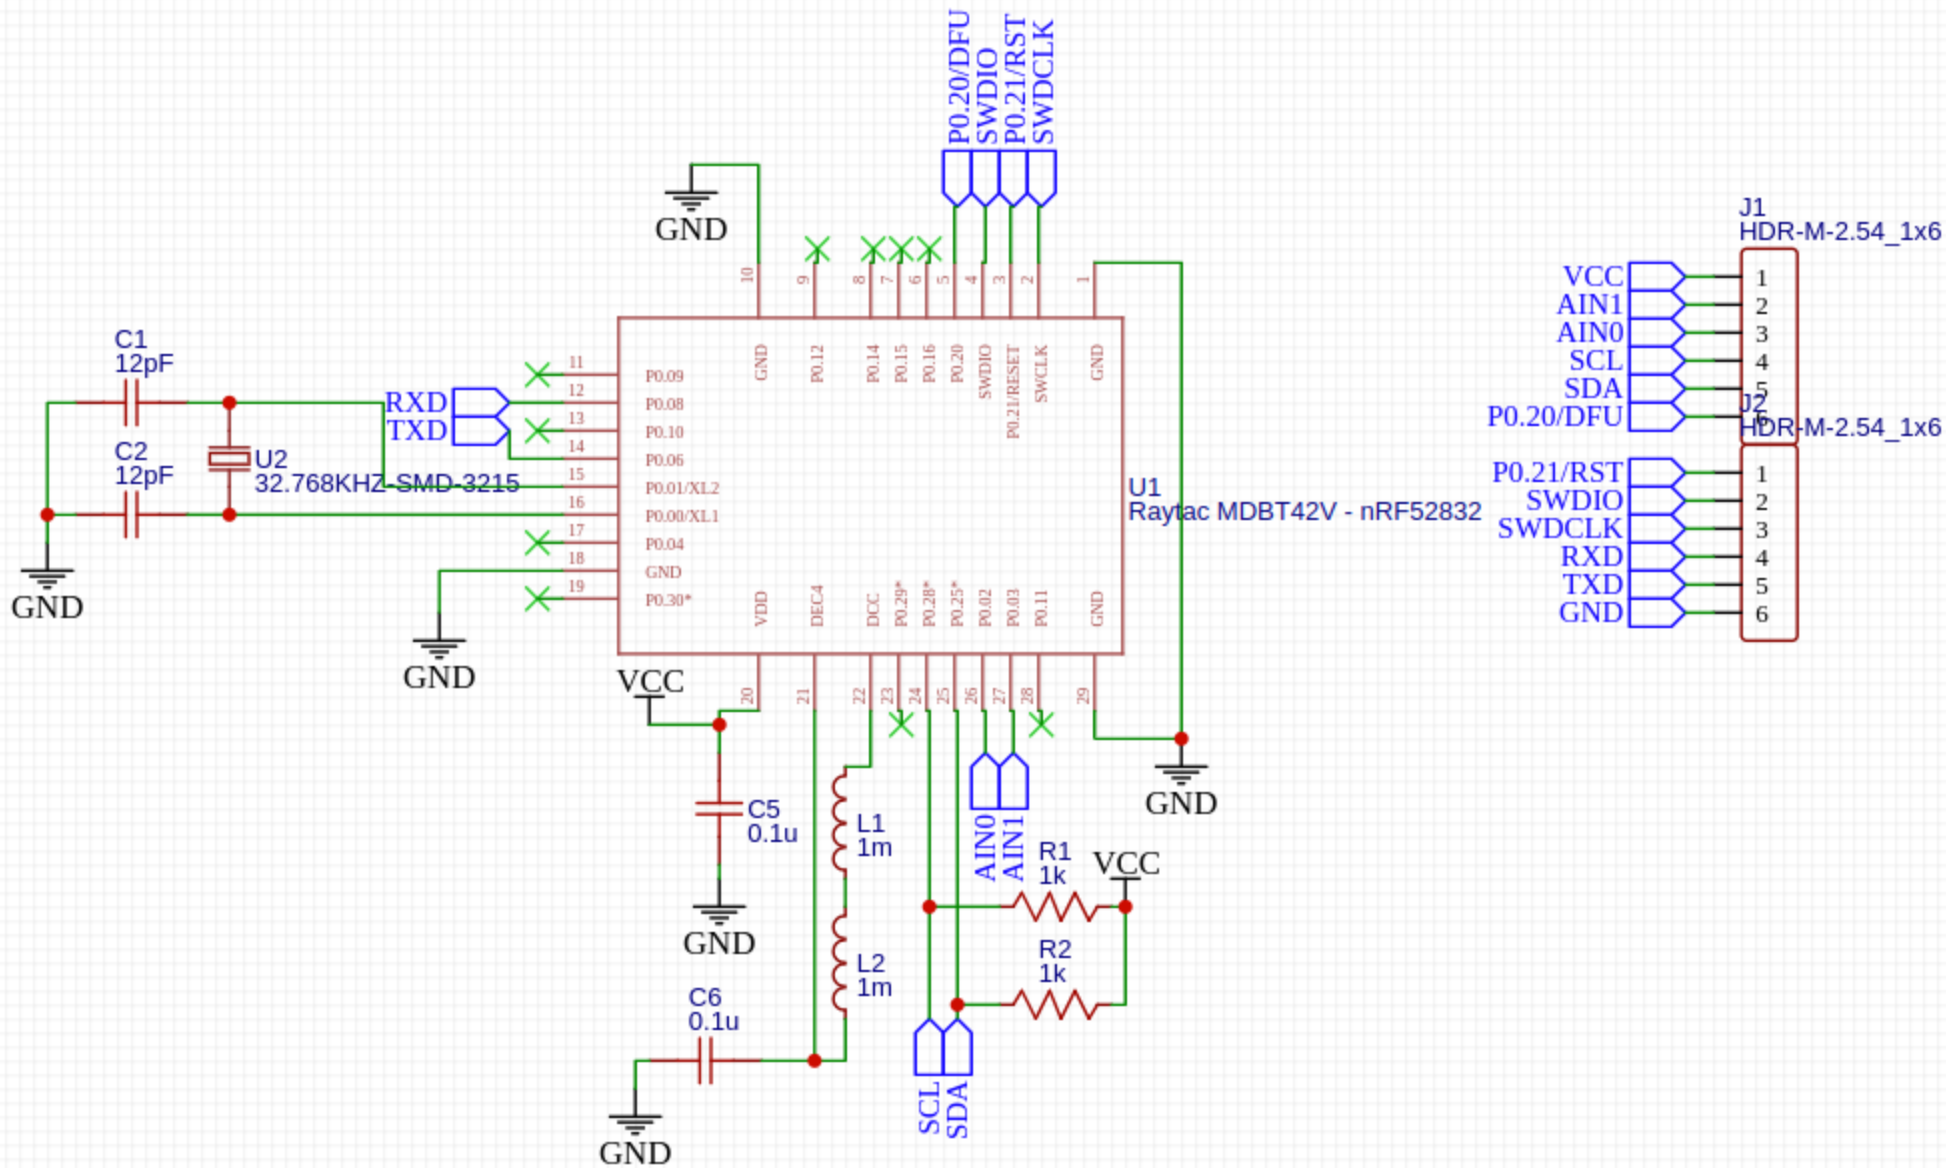 P0.20/DFU
SWDIO
P0.21/RST
SWDCLK
GND
10
9
8
7
6
5
4
3
2
1
GND
P0.12
P0.14
P0.15
P0.16
P0.20
SWDIO
P0.21/RESET
SWCLK
GND
C1
12pF
C2
12pF
U2
32.768KHZ-SMD-3215
GND
RXD
TXD
11
P0.09
12
P0.08
13
P0.10
14
P0.06
15
P0.01/XL2
16
P0.00/XL1
17
P0.04
18
GND
19
P0.30*
GND
U1
Raytac MDBT42V - nRF52832
VDD
DEC4
DCC
P0.29*
P0.28*
P0.25*
P0.02
P0.03
P0.11
GND
20
21
22
23
24
25
26
27
28
29
VCC
C5
0.1u
GND
L1
1m
L2
1m
C6
0.1u
GND
AIN0
AIN1
GND
R1
1k
VCC
R2
1k
SCL
SDA
J1
HDR-M-2.54_1x6
VCC 1
AIN1 2
AIN0 3
SCL 4
SDA 5
P0.20/DFU 6
J2
HDR-M-2.54_1x6
P0.21/RST 1
SWDIO 2
SWDCLK 3
RXD 4
TXD 5
GND 6